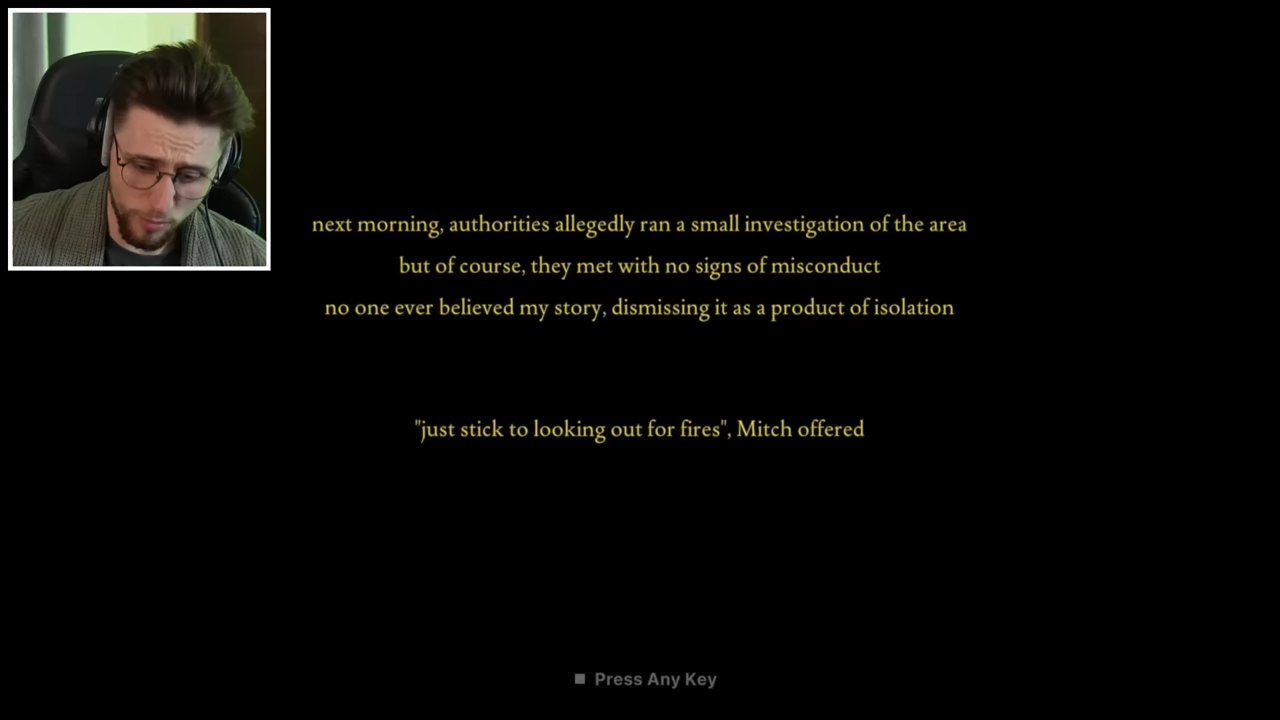 next morning, authorities allegedly ran a small investigation of the area
but of course, they met with no signs of misconduct
no one ever believed my story, dismissing it as a product of isolation
"just stick to looking out for fires", Mitch offered
Press Any Key